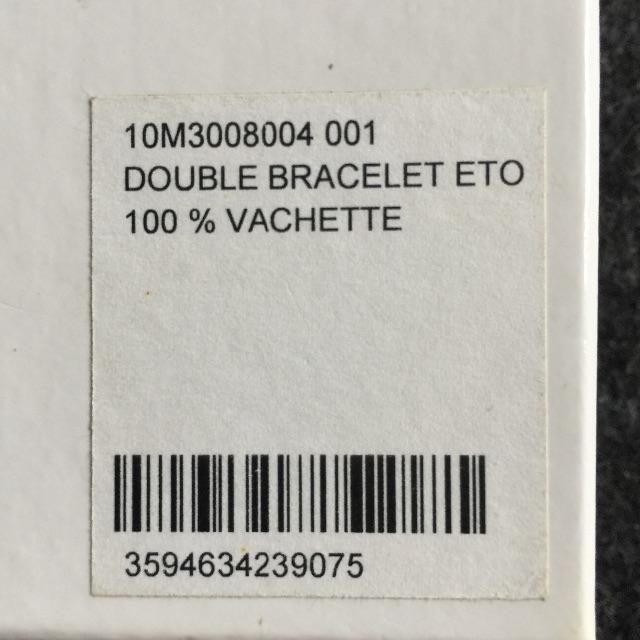 10M3008004 001
DOUBLE BRACELET ETO
100 % VACHETTE
3594634239075